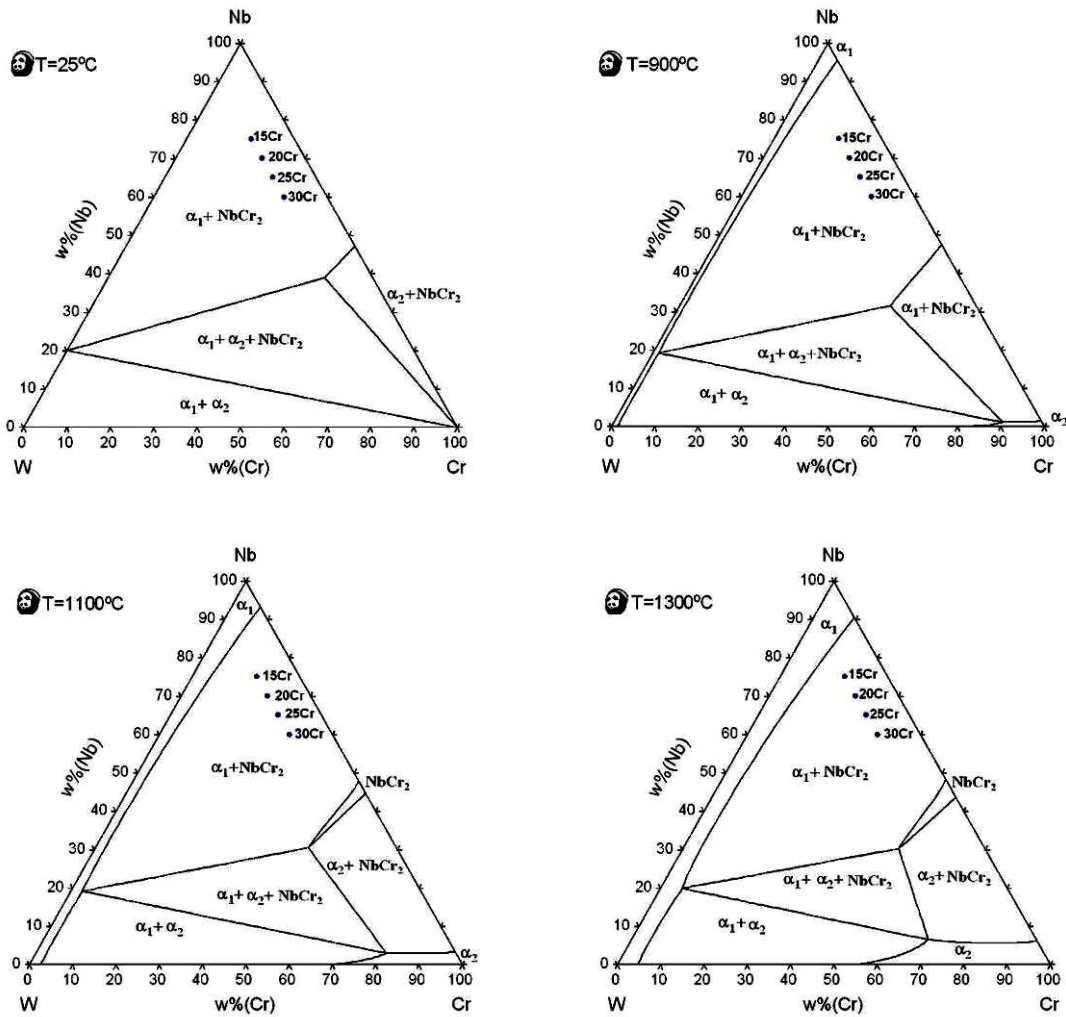 Nb
T=25ºC
100
90
80
70
60
50
40
30
20
10
0
w%(Nb)
15Cr
20Cr
25Cr
30Cr
α1+ NbCr2
α2+NbCr2
α1+ α2+NbCr2
α1+ α2
0 10 20 30 40 50 60 70 80 90 100
W w%(Cr) Cr
Nb
T=900ºC
100
90
80
70
60
50
40
30
20
10
0
w%(Nb)
α1
15Cr
20Cr
25Cr
30Cr
α1+NbCr2
α1+NbCr2
α1+ α2+NbCr2
α1+ α2
α2
0 10 20 30 40 50 60 70 80 90 100
W w%(Cr) Cr
Nb
T=1100ºC
100
90
80
70
60
50
40
30
20
10
0
w%(Nb)
α1
15Cr
20Cr
25Cr
30Cr
α1+NbCr2
NbCr2
α2+ NbCr2
α1+ α2+ NbCr2
α1+α2
α2
0 10 20 30 40 50 60 70 80 90 100
W w%(Cr) Cr
Nb
T=1300ºC
100
90
80
70
60
50
40
30
20
10
0
w%(Nb)
α1
15Cr
20Cr
25Cr
30Cr
α1+ NbCr2
NbCr2
α2+NbCr2
α1+ α2+NbCr2
α1+α2
α2
0 10 20 30 40 50 60 70 80 90 100
W w%(Cr) Cr